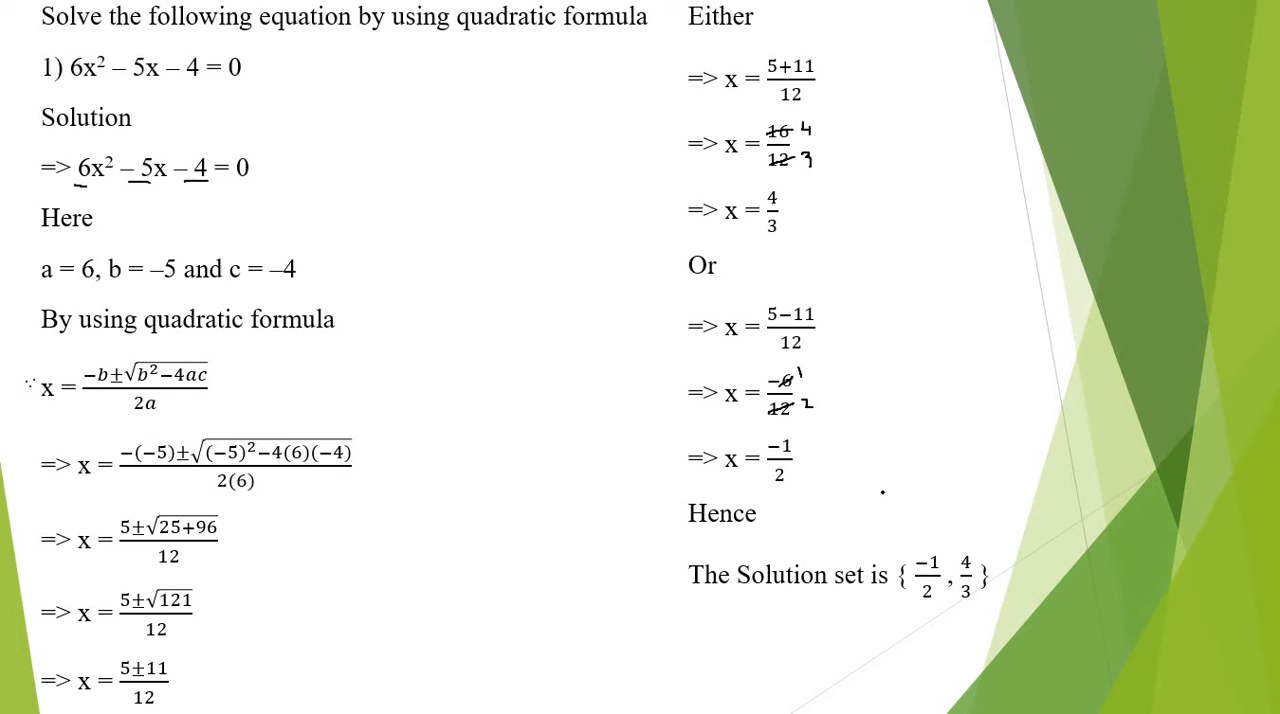 Solve the following equation by using quadratic formula
1) 6x² – 5x – 4 = 0
Solution
=> 6x² – 5x – 4 = 0
Here
a = 6, b = –5 and c = –4
By using quadratic formula
∵ x = (−b±√(b²−4ac))/(2a)
=> x = (−(−5)±√((−5)²−4(6)(−4)))/(2(6))
=> x = (5±√(25+96))/12
=> x = (5±√121)/12
=> x = (5±11)/12
Either
=> x = (5+11)/12
=> x = 16/12 4 3
=> x = 4/3
Or
=> x = (5−11)/12
=> x = −6/12 1 2
=> x = −1/2
Hence
The Solution set is { −1/2 , 4/3 }